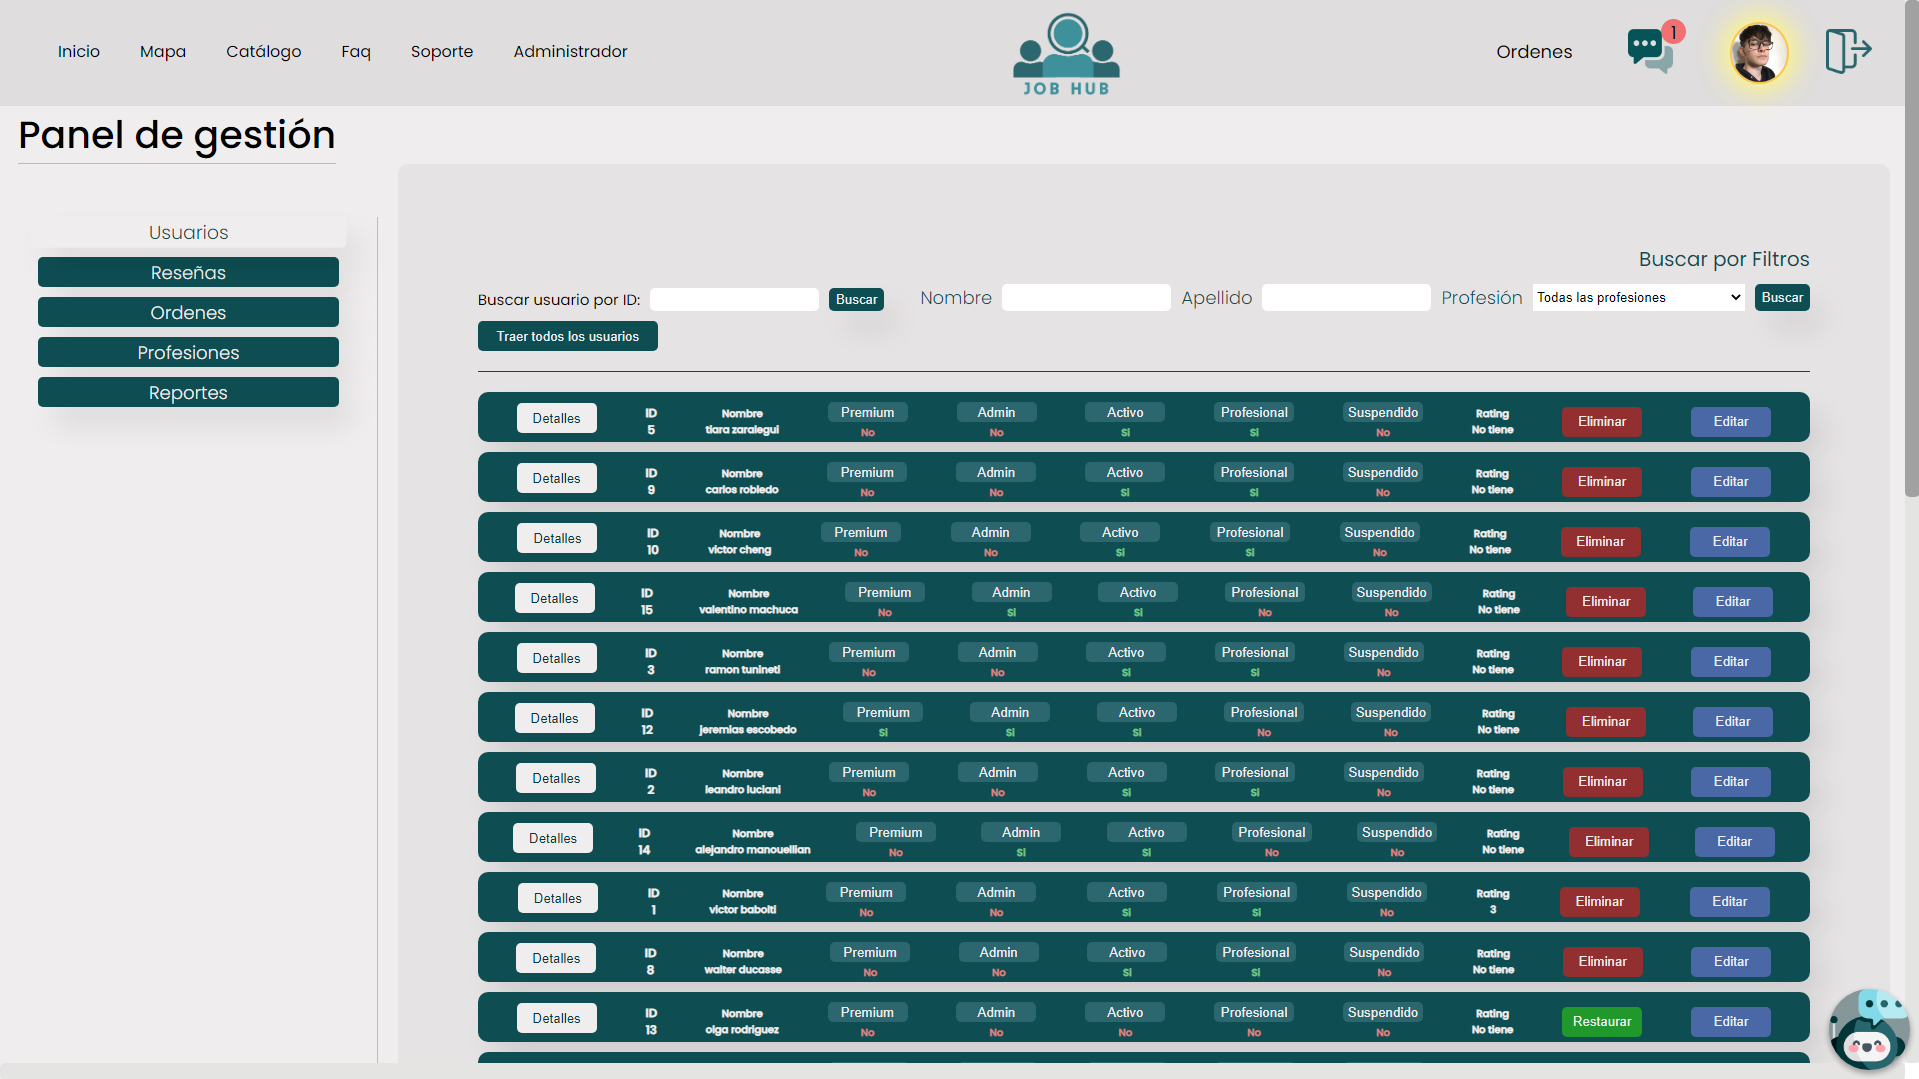 Inicio Mapa Catálogo Faq Soporte Administrador JOB HUB Ordenes 1
Panel de gestión
Usuarios
Reseñas
Ordenes
Profesiones
Reportes
Buscar por Filtros
Buscar usuario por ID: Buscar Nombre Apellido Profesión Todas las profesiones Buscar
Traer todos los usuarios
Detalles ID Nombre Premium Admin Activo Profesional Suspendido Rating Eliminar Editar
5 tiara zaralegui No No Si Si No No tiene
Detalles ID Nombre Premium Admin Activo Profesional Suspendido Rating Eliminar Editar
9 carlos robledo No No Si Si No No tiene
Detalles ID Nombre Premium Admin Activo Profesional Suspendido Rating Eliminar Editar
10 victor cheng No No Si Si No No tiene
Detalles ID Nombre Premium Admin Activo Profesional Suspendido Rating Eliminar Editar
15 valentino machuca No Si Si No No No tiene
Detalles ID Nombre Premium Admin Activo Profesional Suspendido Rating Eliminar Editar
3 ramon tunineti No No Si Si No No tiene
Detalles ID Nombre Premium Admin Activo Profesional Suspendido Rating Eliminar Editar
12 jeremias escobedo Si Si Si No No No tiene
Detalles ID Nombre Premium Admin Activo Profesional Suspendido Rating Eliminar Editar
2 leandro luciani No No Si Si No No tiene
Detalles ID Nombre Premium Admin Activo Profesional Suspendido Rating Eliminar Editar
14 alejandro manouellian No Si Si No No No tiene
Detalles ID Nombre Premium Admin Activo Profesional Suspendido Rating Eliminar Editar
1 victor babolti No No Si Si No 3
Detalles ID Nombre Premium Admin Activo Profesional Suspendido Rating Eliminar Editar
8 walter ducasse No No Si Si No No tiene
Detalles ID Nombre Premium Admin Activo Profesional Suspendido Rating Restaurar Editar
13 olga rodriguez No No No No No No tiene